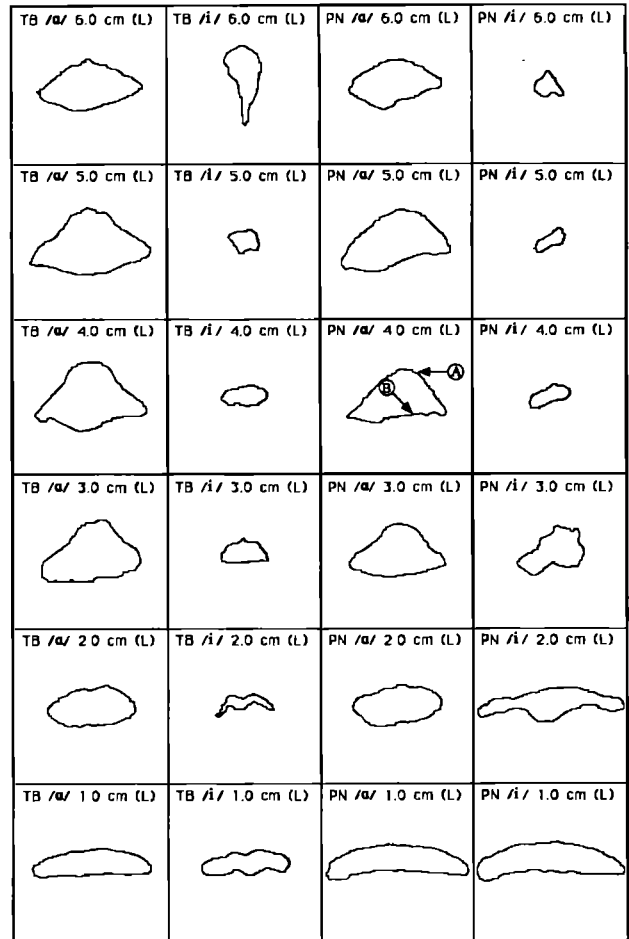 TB /ɑ/ 6.0 cm (L) TB /i/ 6.0 cm (L) PN /ɑ/ 6.0 cm (L) PN /i/ 6.0 cm (L)
TB /ɑ/ 5.0 cm (L) TB /i/ 5.0 cm (L) PN /ɑ/ 5.0 cm (L) PN /i/ 5.0 cm (L)
TB /ɑ/ 4.0 cm (L) TB /i/ 4.0 cm (L) PN /ɑ/ 4.0 cm (L) PN /i/ 4.0 cm (L)
A
B
TB /ɑ/ 3.0 cm (L) TB /i/ 3.0 cm (L) PN /ɑ/ 3.0 cm (L) PN /i/ 3.0 cm (L)
TB /ɑ/ 2.0 cm (L) TB /i/ 2.0 cm (L) PN /ɑ/ 2.0 cm (L) PN /i/ 2.0 cm (L)
TB /ɑ/ 1.0 cm (L) TB /i/ 1.0 cm (L) PN /ɑ/ 1.0 cm (L) PN /i/ 1.0 cm (L)